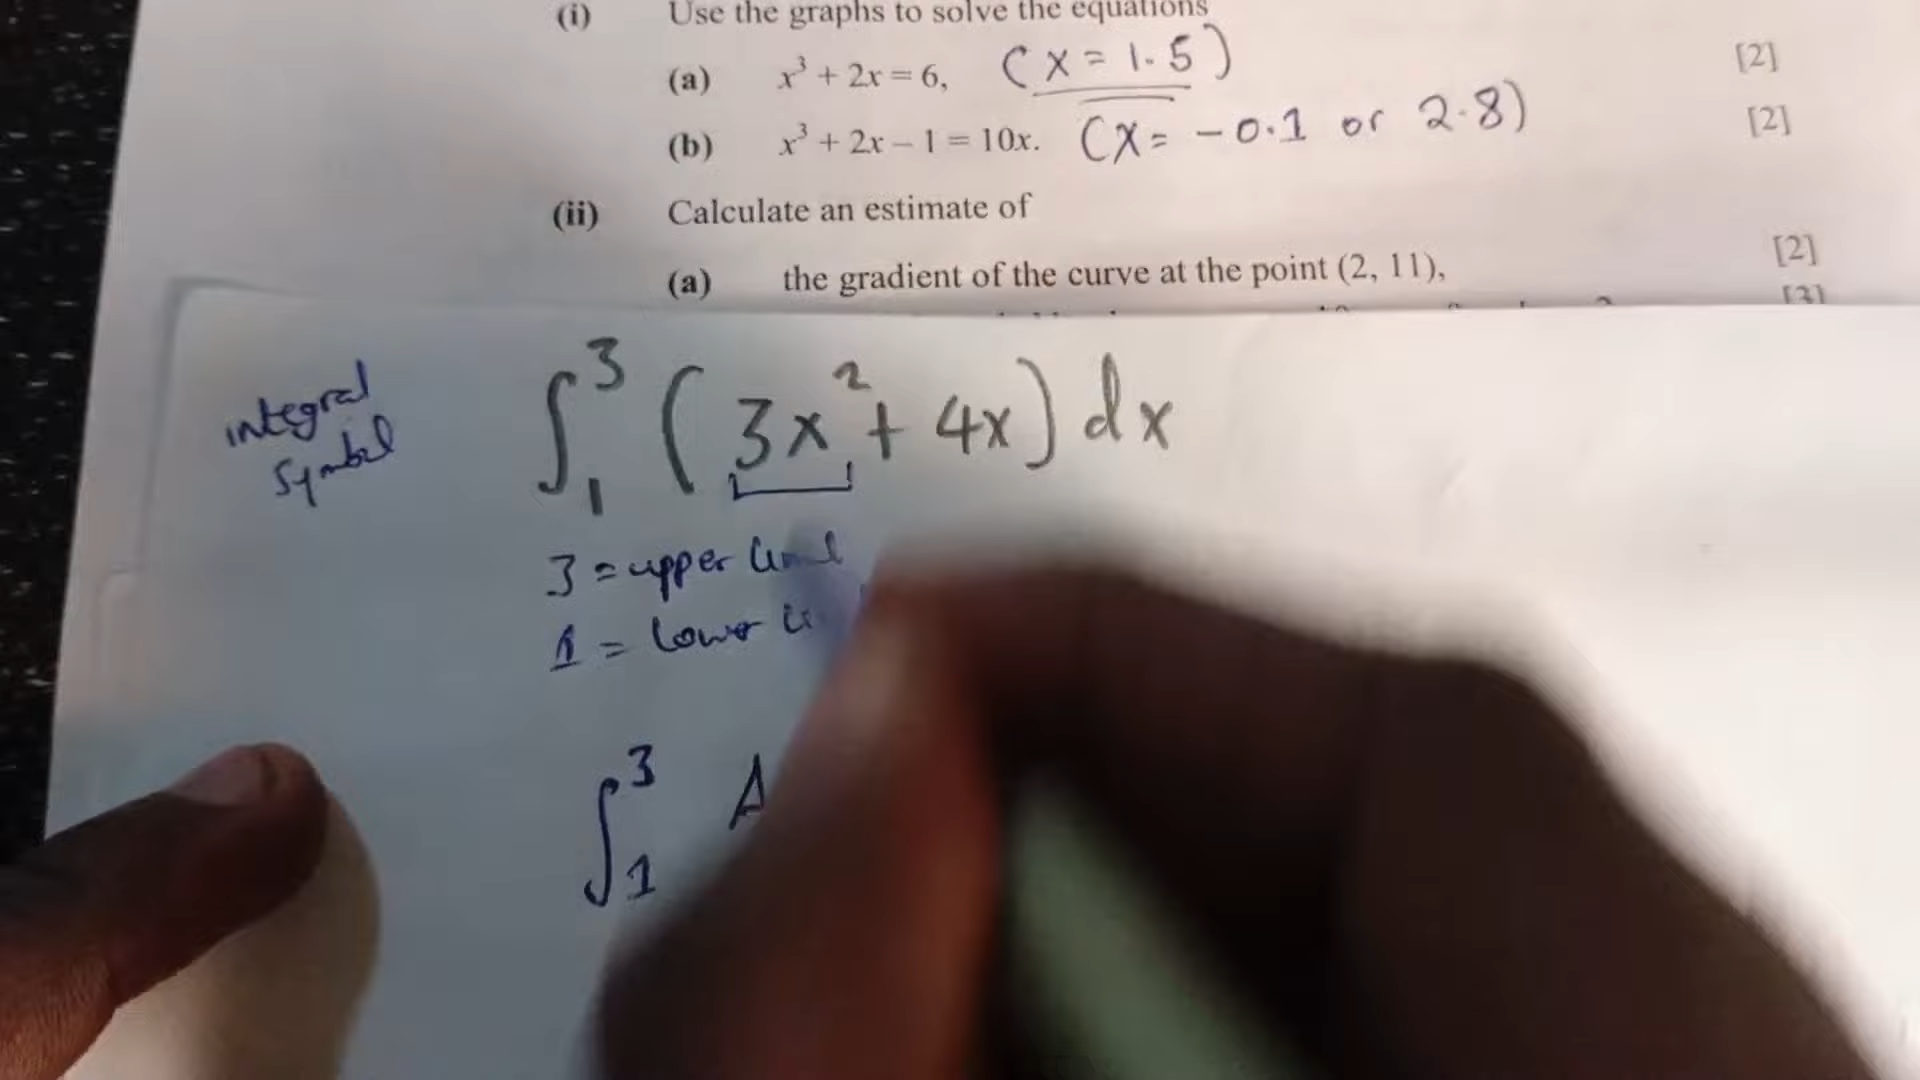 (i) Use the graphs to solve the equations
(a) x³ + 2x = 6, (x = 1.5) [2]
(b) x³ + 2x – 1 = 10x. (x = -0.1 or 2.8) [2]
(ii) Calculate an estimate of
(a) the gradient of the curve at the point (2, 11), [2]
[3]
integral
symbol
∫₁³ (3x² + 4x) dx
3 = upper
1 = lower
∫₁³ A